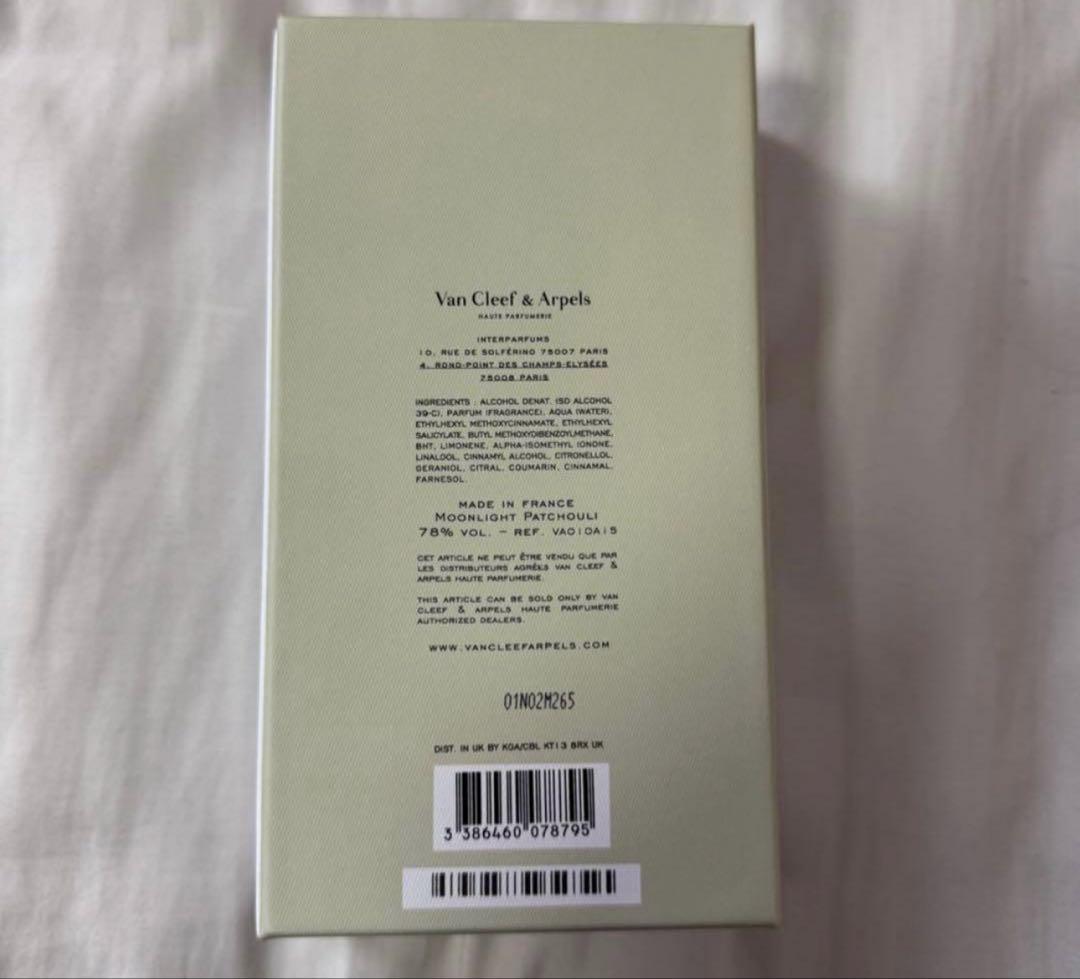 Van Cleef & Arpels
HAUTE PARFUMERIE
INTERPARFUMS
10, RUE DE SOLFÉRINO 75007 PARIS
4, ROND-POINT DES CHAMPS-ELYSÉES
75008 PARIS
INGREDIENTS : ALCOHOL DENAT. (SD ALCOHOL
39-C), PARFUM (FRAGRANCE), AQUA (WATER),
ETHYLHEXYL METHOXYCINNAMATE, ETHYLHEXYL
SALICYLATE, BUTYL METHOXYDIBENZOYLMETHANE,
BHT, LIMONENE, ALPHA-ISOMETHYL IONONE,
LINALOOL, CINNAMYL ALCOHOL, CITRONELLOL,
GERANIOL, CITRAL, COUMARIN, CINNAMAL,
FARNESOL.
MADE IN FRANCE
MOONLIGHT PATCHOULI
78% VOL. – REF. VA010A15
CET ARTICLE NE PEUT ÊTRE VENDU QUE PAR
LES DISTRIBUTEURS AGRÉÉS VAN CLEEF &
ARPELS HAUTE PARFUMERIE.
THIS ARTICLE CAN BE SOLD ONLY BY VAN
CLEEF & ARPELS HAUTE PARFUMERIE
AUTHORIZED DEALERS.
WWW.VANCLEEFARPELS.COM
01N02M265
DIST. IN UK BY KGA/CBL KT13 8RX UK
3 386460 078795